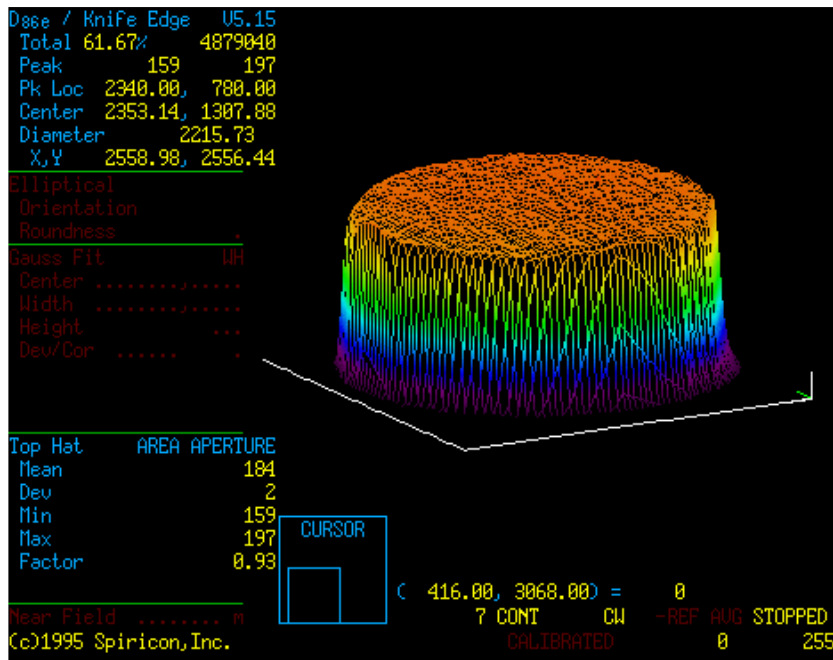 D86e / Knife Edge V5.15
Total 61.67% 4879040
Peak 159 197
Pk Loc 2340.00, 780.00
Center 2353.14, 1307.88
Diameter 2215.73
X,Y 2558.98, 2556.44
Elliptical
Orientation
Roundness .
Gauss Fit WH
Center ........,.....
Width ........,.....
Height ...
Dev/Cor ...... .
Top Hat AREA APERTURE
Mean 184
Dev 2
Min 159
Max 197
Factor 0.93
CURSOR
( 416.00, 3068.00) = 0
Near Field ........ m
7 CONT CW -REF AVG STOPPED
(c)1995 Spiricon,Inc.
CALIBRATED 0 255